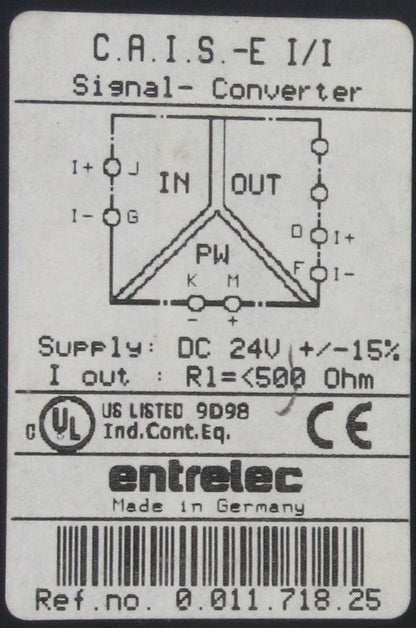 C.A.I.S.-E I/I
Signal- Converter
I+ J
IN OUT
I- G
D I+
PW
F I-
K M
- +
Supply: DC 24V +/-15%
I out : Rl=<500 Ohm
C UL US LISTED 9D98
Ind.Cont.Eq.
CE
entrelec
Made in Germany
Ref.no. 0.011.718.25